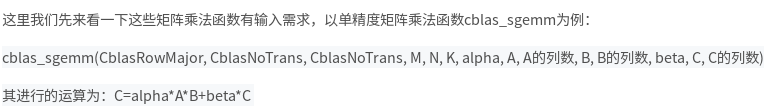 这里我们先来看一下这些矩阵乘法函数有输入需求，以单精度矩阵乘法函数cblas_sgemm为例：
cblas_sgemm(CblasRowMajor, CblasNoTrans, CblasNoTrans, M, N, K, alpha, A, A的列数, B, B的列数, beta, C, C的列数)
其进行的运算为：C=alpha*A*B+beta*C